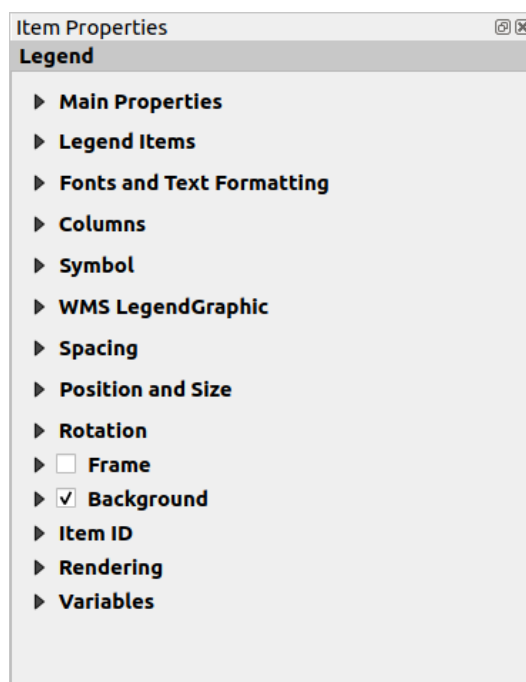 Item Properties
Legend
Main Properties
Legend Items
Fonts and Text Formatting
Columns
Symbol
WMS LegendGraphic
Spacing
Position and Size
Rotation
Frame
Background
Item ID
Rendering
Variables